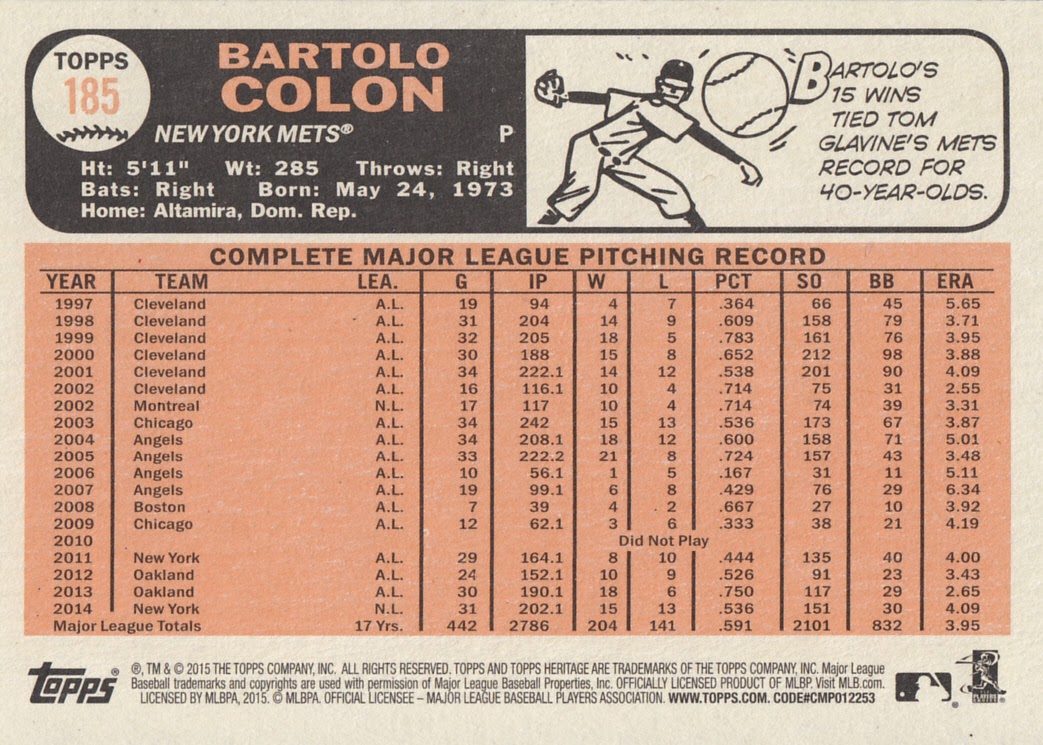 TOPPS
185
BARTOLO
COLON
NEW YORK METS® P
Ht: 5'11" Wt: 285 Throws: Right
Bats: Right Born: May 24, 1973
Home: Altamira, Dom. Rep.
BARTOLO'S
15 WINS
TIED TOM
GLAVINE'S METS
RECORD FOR
40-YEAR-OLDS.
COMPLETE MAJOR LEAGUE PITCHING RECORD
YEAR TEAM LEA. G IP W L PCT SO BB ERA
1997 Cleveland A.L. 19 94 4 7 .364 66 45 5.65
1998 Cleveland A.L. 31 204 14 9 .609 158 79 3.71
1999 Cleveland A.L. 32 205 18 5 .783 161 76 3.95
2000 Cleveland A.L. 30 188 15 8 .652 212 98 3.88
2001 Cleveland A.L. 34 222.1 14 12 .538 201 90 4.09
2002 Cleveland A.L. 16 116.1 10 4 .714 75 31 2.55
2002 Montreal N.L. 17 117 10 4 .714 74 39 3.31
2003 Chicago A.L. 34 242 15 13 .536 173 67 3.87
2004 Angels A.L. 34 208.1 18 12 .600 158 71 5.01
2005 Angels A.L. 33 222.2 21 8 .724 157 43 3.48
2006 Angels A.L. 10 56.1 1 5 .167 31 11 5.11
2007 Angels A.L. 19 99.1 6 8 .429 76 29 6.34
2008 Boston A.L. 7 39 4 2 .667 27 10 3.92
2009 Chicago A.L. 12 62.1 3 6 .333 38 21 4.19
2010 Did Not Play
2011 New York A.L. 29 164.1 8 10 .444 135 40 4.00
2012 Oakland A.L. 24 152.1 10 9 .526 91 23 3.43
2013 Oakland A.L. 30 190.1 18 6 .750 117 29 2.65
2014 New York N.L. 31 202.1 15 13 .536 151 30 4.09
Major League Totals 17 Yrs. 442 2786 204 141 .591 2101 832 3.95
topps®
®, TM & © 2015 THE TOPPS COMPANY, INC. ALL RIGHTS RESERVED. TOPPS AND TOPPS HERITAGE ARE TRADEMARKS OF THE TOPPS COMPANY, INC. Major League
Baseball trademarks and copyrights are used with permission of Major League Baseball Properties, Inc. OFFICIALLY LICENSED PRODUCT OF MLBP. Visit MLB.com.
LICENSED BY MLBPA, 2015. © MLBPA. OFFICIAL LICENSEE – MAJOR LEAGUE BASEBALL PLAYERS ASSOCIATION. WWW.TOPPS.COM. CODE#CMP012253